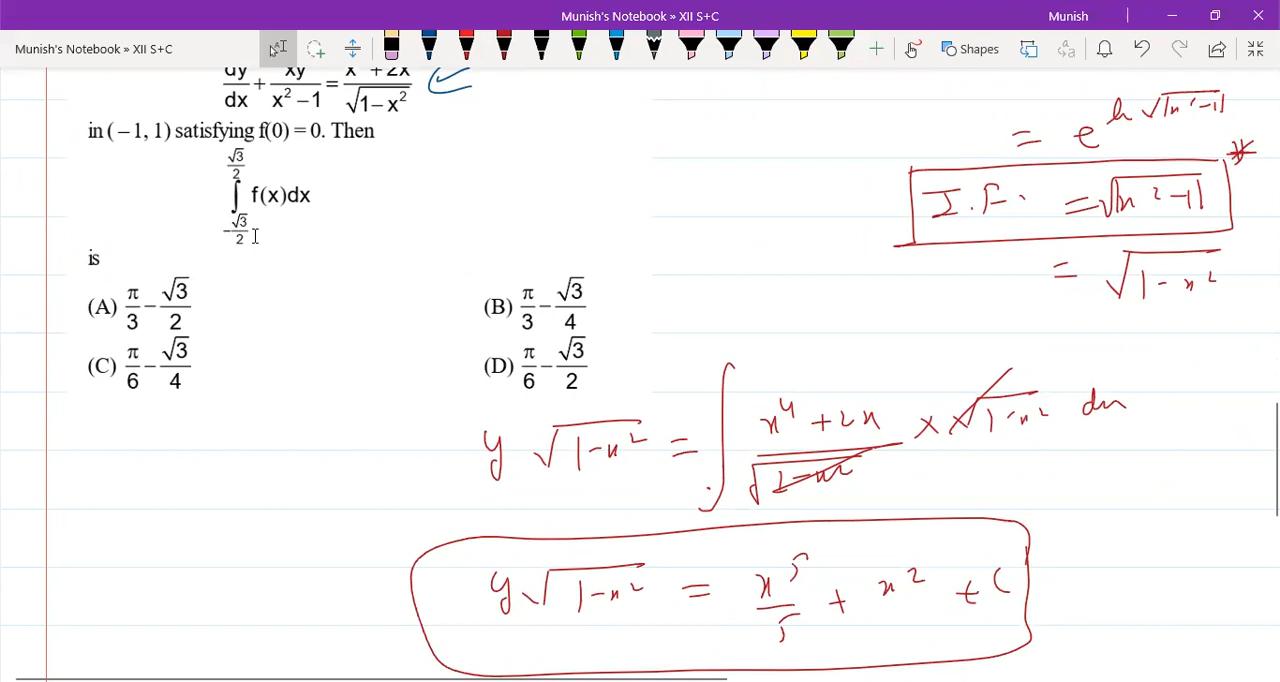 Munish's Notebook » XII S+C
Munish
Munish's Notebook » XII S+C
Shapes
dy/dx + xy/(x² − 1) = (x + 2x)/√(1 − x²)
in (− 1, 1) satisfying f(0) = 0. Then
∫_{−√3/2}^{√3/2} f(x)dx
is
(A) π/3 − √3/2
(B) π/3 − √3/4
(C) π/6 − √3/4
(D) π/6 − √3/2
= e^{ln √|x² − 1|}
I.F. = √|x² − 1|
= √(1 − x²)
y √(1 − x²) = ∫ (x⁴ + 2x)/√(1 − x²) × √(1 − x²) dx
y √(1 − x²) = x⁵/5 + x² + C